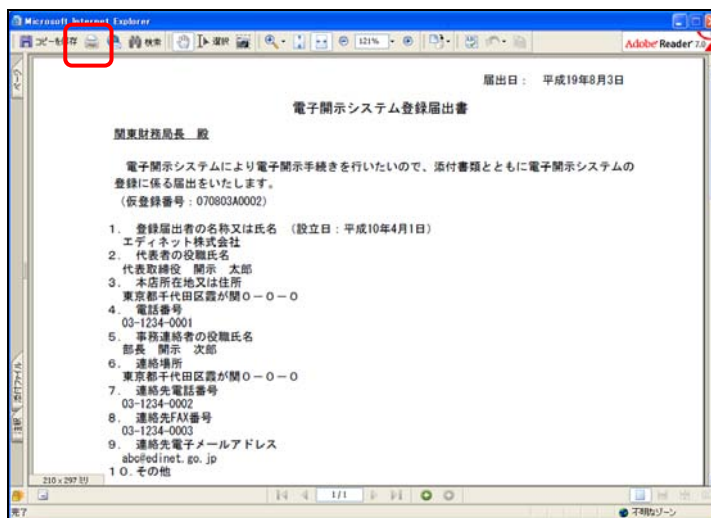 Microsoft Internet Explorer
検索 選択 121%
Adobe Reader 7.0
届出日： 平成19年8月3日
電子開示システム登録届出書
関東財務局長 殿
電子開示システムにより電子開示手続きを行いたいので、添付書類とともに電子開示システムの
登録に係る届出をいたします。
（仮登録番号：070803A0002）
１． 登録届出者の名称又は氏名 （設立日：平成10年4月1日）
エディネット株式会社
２． 代表者の役職氏名
代表取締役 開示 太郎
３． 本店所在地又は住所
東京都千代田区霞が関０－０－０
４． 電話番号
03-1234-0001
５． 事務連絡者の役職氏名
部長 開示 次郎
６． 連絡場所
東京都千代田区霞が関０－０－０
７． 連絡先電話番号
03-1234-0002
８． 連絡先FAX番号
03-1234-0003
９． 連絡先電子メールアドレス
abc@edinet.go.jp
１０．その他
210 x 297 ミリ
1/1
完了
不明なゾーン